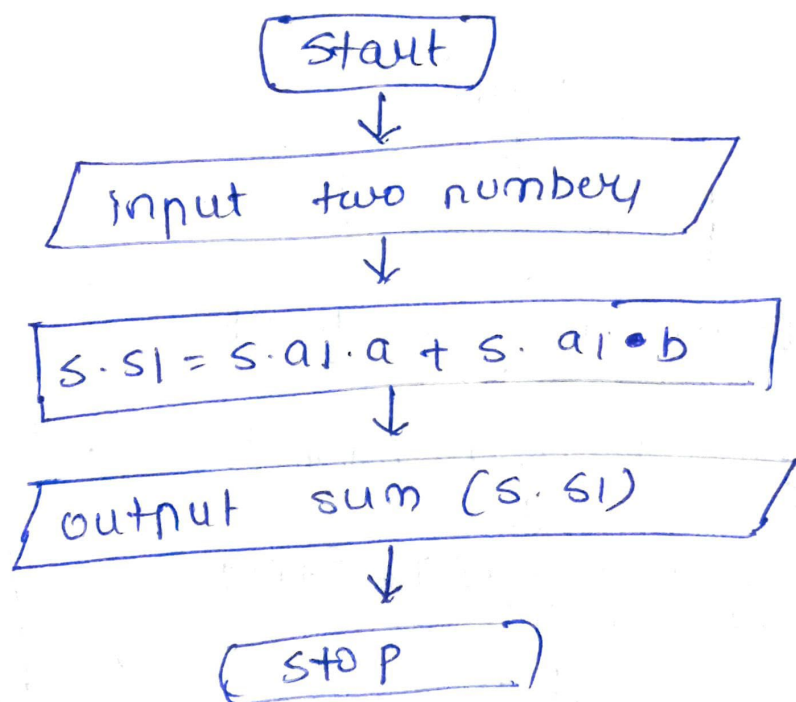 Start
input two numbers
s.s1 = s.a1.a + s.a1.b
output sum (s.s1)
stop